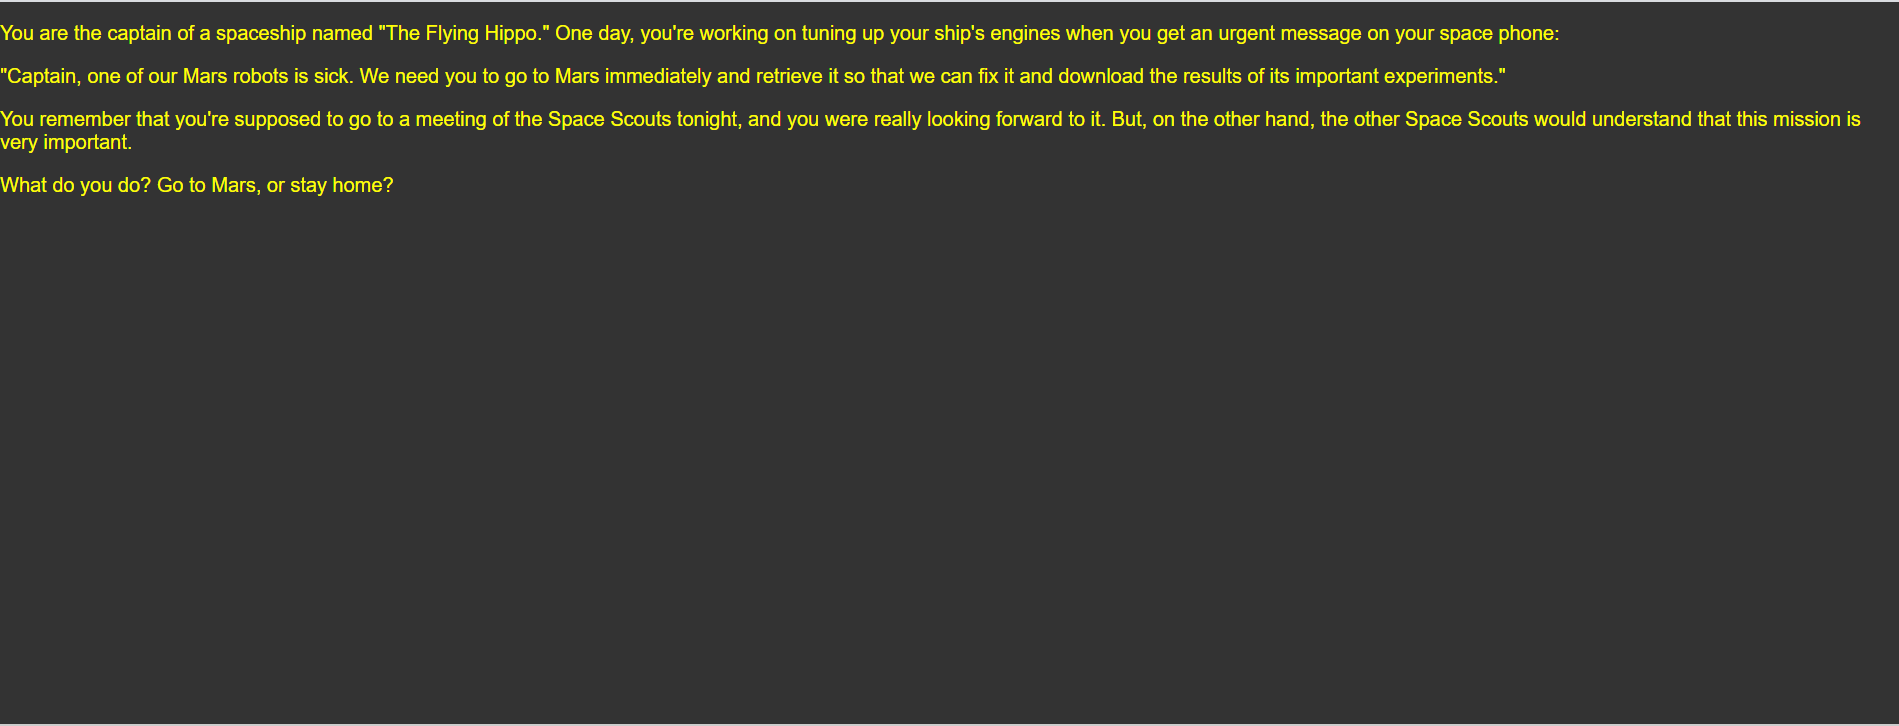 You are the captain of a spaceship named "The Flying Hippo." One day, you're working on tuning up your ship's engines when you get an urgent message on your space phone:
"Captain, one of our Mars robots is sick. We need you to go to Mars immediately and retrieve it so that we can fix it and download the results of its important experiments."
You remember that you're supposed to go to a meeting of the Space Scouts tonight, and you were really looking forward to it. But, on the other hand, the other Space Scouts would understand that this mission is
very important.
What do you do? Go to Mars, or stay home?